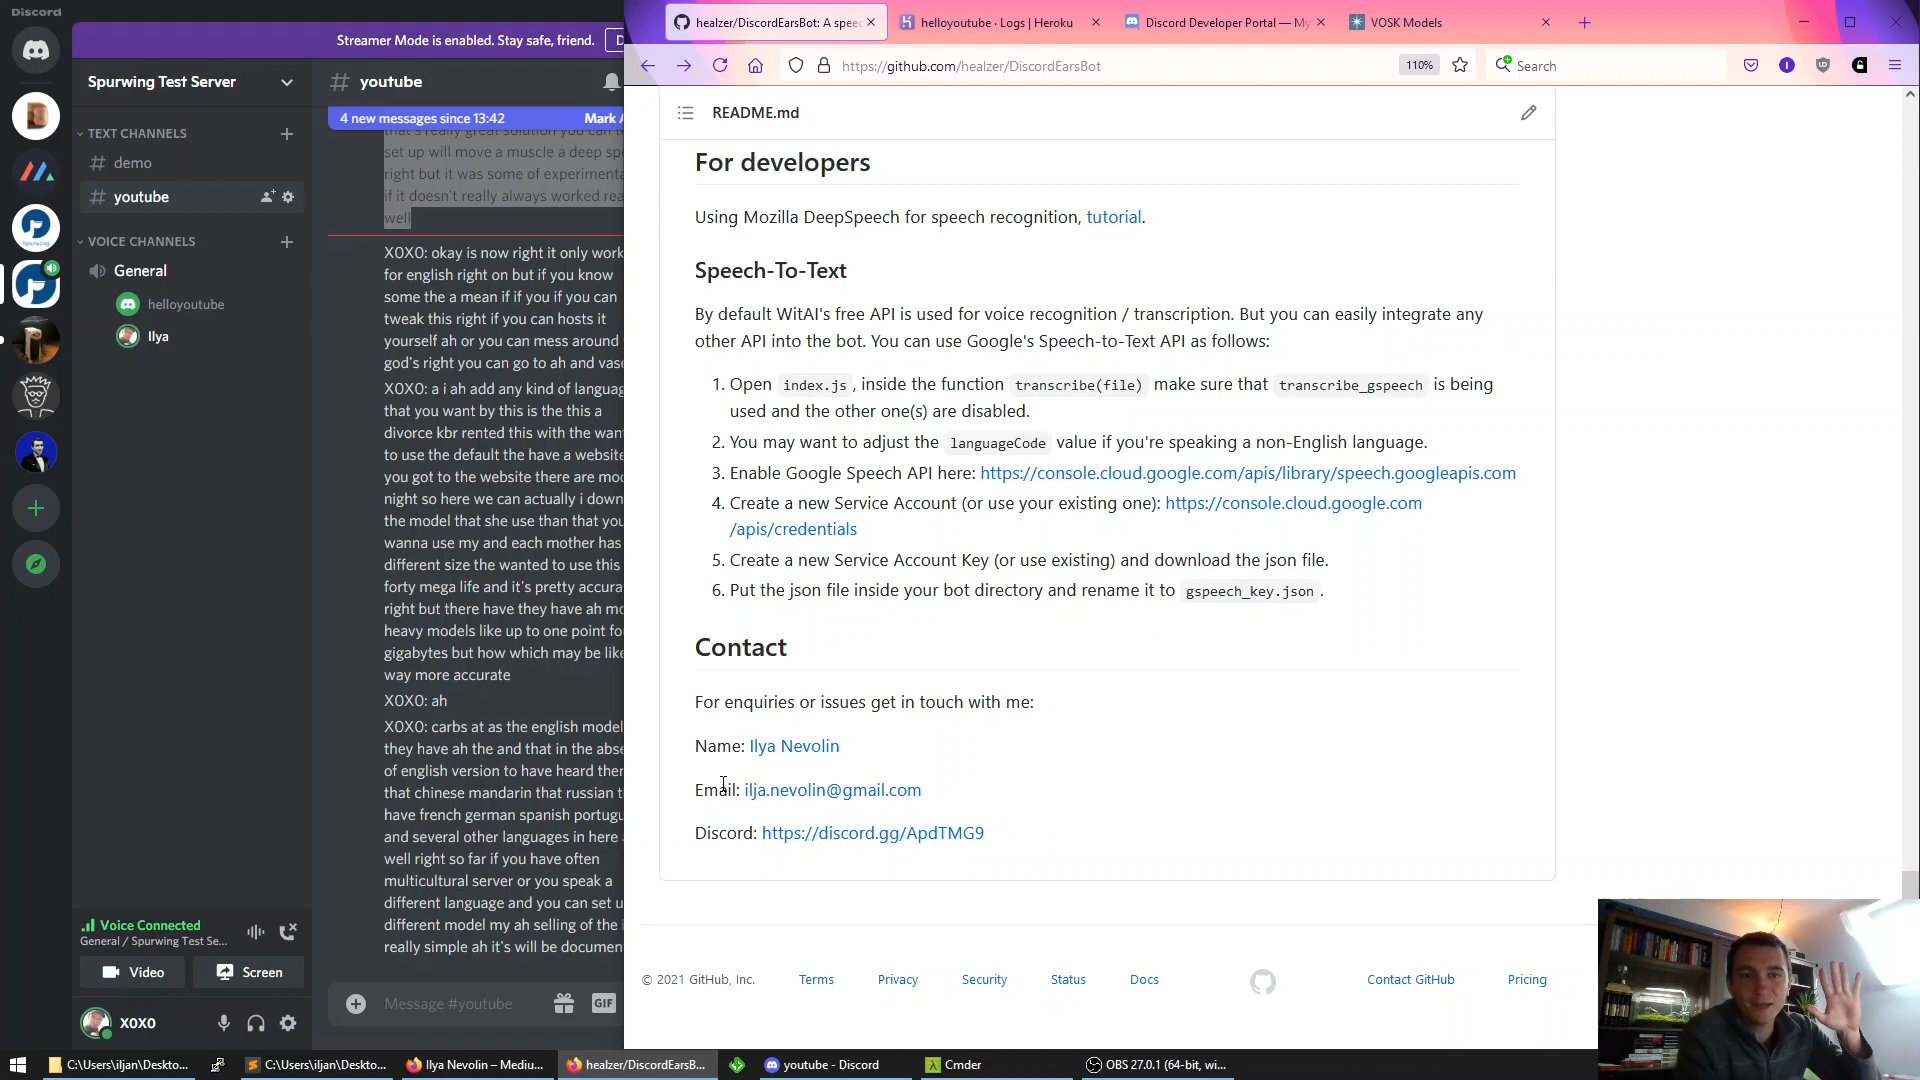 Discord
Streamer Mode is enabled. Stay safe, friend.
D
Spurwing Test Server
# youtube
4 new messages since 13:42
Mark A
TEXT CHANNELS
# demo
# youtube
VOICE CHANNELS
General
helloyoutube
Ilya
that's really great solution you can t
set up will move a muscle a deep spe
right but it was some of experimenta
if it doesn't really always worked rea
well
X0X0: okay is now right it only work
for english right on but if you know
some the a mean if if you if you can
tweak this right if you can hosts it
yourself ah or you can mess around
god's right you can go to ah and vase
X0X0: a i ah add any kind of languag
that you want by this is the this a
divorce kbr rented this with the wan
to use the default the have a website
you got to the website there are mod
night so here we can actually i down
the model that she use than that you
wanna use my and each mother has
different size the wanted to use this
forty mega life and it's pretty accura
right but there have they have ah mo
heavy models like up to one point fo
gigabytes but how which may be like
way more accurate
X0X0: ah
X0X0: carbs at as the english model
they have ah the and that in the abse
of english version to have heard ther
that chinese mandarin that russian t
have french german spanish portugu
and several other languages in here a
well right so far if you have often
multicultural server or you speak a
different language and you can set u
different model my ah selling of the i
really simple ah it's will be documen
Voice Connected
General / Spurwing Test Se...
Video
Screen
X0X0
Message #youtube
GIF
healzer/DiscordEarsBot: A speec
helloyoutube · Logs | Heroku
Discord Developer Portal — My
VOSK Models
https://github.com/healzer/DiscordEarsBot
110%
Search
README.md
For developers
Using Mozilla DeepSpeech for speech recognition, tutorial.
Speech-To-Text
By default WitAI's free API is used for voice recognition / transcription. But you can easily integrate any
other API into the bot. You can use Google's Speech-to-Text API as follows:
1. Open index.js, inside the function transcribe(file) make sure that transcribe_gspeech is being
used and the other one(s) are disabled.
2. You may want to adjust the languageCode value if you're speaking a non-English language.
3. Enable Google Speech API here: https://console.cloud.google.com/apis/library/speech.googleapis.com
4. Create a new Service Account (or use your existing one): https://console.cloud.google.com
/apis/credentials
5. Create a new Service Account Key (or use existing) and download the json file.
6. Put the json file inside your bot directory and rename it to gspeech_key.json.
Contact
For enquiries or issues get in touch with me:
Name: Ilya Nevolin
Email: ilja.nevolin@gmail.com
Discord: https://discord.gg/ApdTMG9
© 2021 GitHub, Inc.
Terms
Privacy
Security
Status
Docs
Contact GitHub
Pricing
C:\Users\iljan\Deskto...
C:\Users\iljan\Deskto...
Ilya Nevolin – Mediu...
healzer/DiscordEarsB...
youtube - Discord
Cmder
OBS 27.0.1 (64-bit, wi...